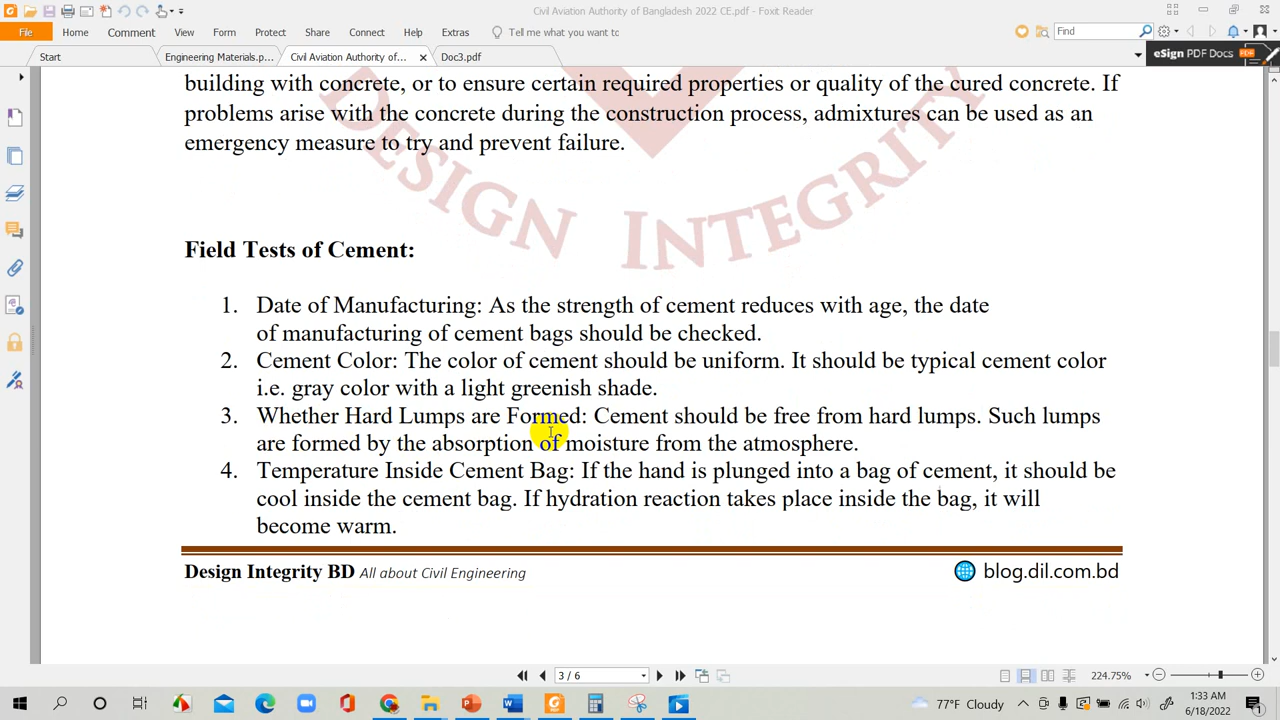 Civil Aviation Authority of Bangladesh 2022 CE.pdf - Foxit Reader
File Home Comment View Form Protect Share Connect Help Extras Tell me what you want to Find
Start Engineering Materials.p... Civil Aviation Authority of... Doc3.pdf eSign PDF Docs
building with concrete, or to ensure certain required properties or quality of the cured concrete. If
problems arise with the concrete during the construction process, admixtures can be used as an
emergency measure to try and prevent failure.
DESIGN INTEGRITY
Field Tests of Cement:
1. Date of Manufacturing: As the strength of cement reduces with age, the date
of manufacturing of cement bags should be checked.
2. Cement Color: The color of cement should be uniform. It should be typical cement color
i.e. gray color with a light greenish shade.
3. Whether Hard Lumps are Formed: Cement should be free from hard lumps. Such lumps
are formed by the absorption of moisture from the atmosphere.
4. Temperature Inside Cement Bag: If the hand is plunged into a bag of cement, it should be
cool inside the cement bag. If hydration reaction takes place inside the bag, it will
become warm.
Design Integrity BD All about Civil Engineering blog.dil.com.bd
3 / 6 224.75%
77°F Cloudy 1:33 AM
6/18/2022